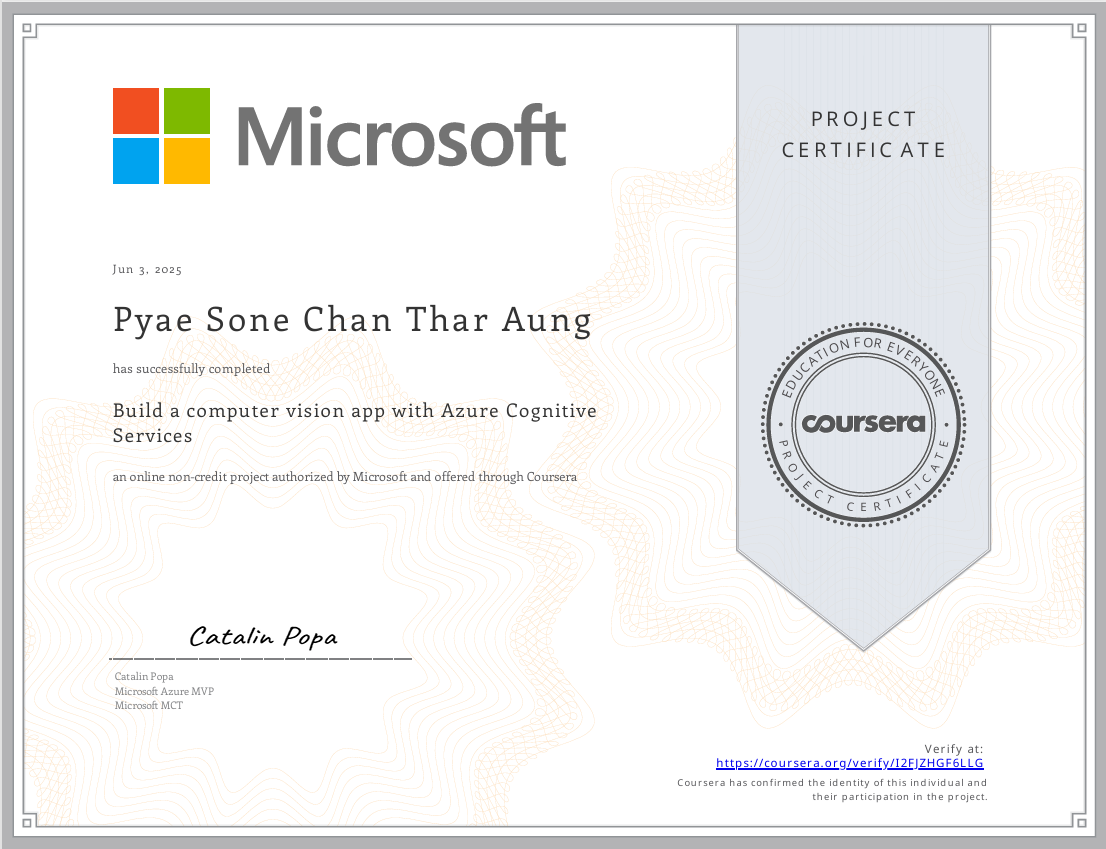 Microsoft
PROJECT
CERTIFICATE
Jun 3, 2025
Pyae Sone Chan Thar Aung
has successfully completed
Build a computer vision app with Azure Cognitive
Services
an online non-credit project authorized by Microsoft and offered through Coursera
EDUCATION FOR EVERYONE
coursera
PROJECT CERTIFICATE
Catalin Popa
Catalin Popa
Microsoft Azure MVP
Microsoft MCT
Verify at:
https://coursera.org/verify/I2FJZHGF6LLG
Coursera has confirmed the identity of this individual and
their participation in the project.